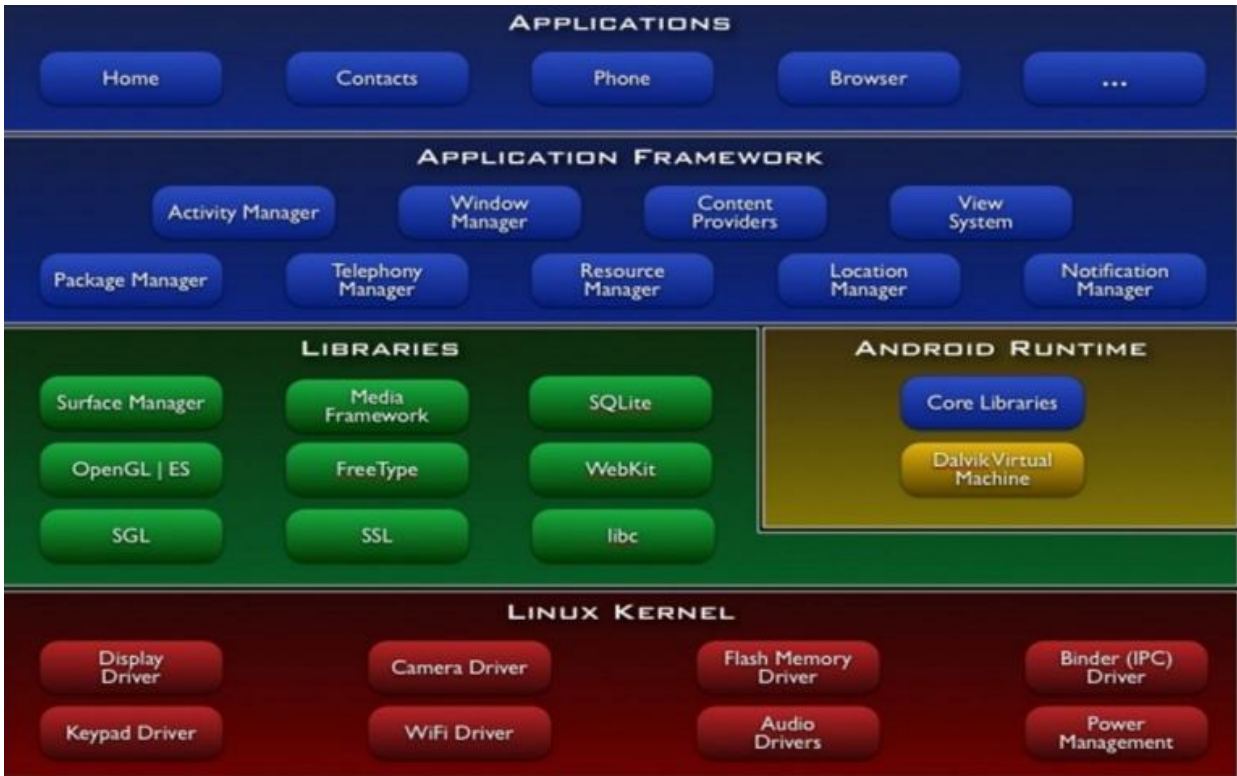 APPLICATIONS
Home
Contacts
Phone
Browser
...
APPLICATION FRAMEWORK
Activity Manager
Window
Manager
Content
Providers
View
System
Package Manager
Telephony
Manager
Resource
Manager
Location
Manager
Notification
Manager
LIBRARIES
Surface Manager
Media
Framework
SQLite
OpenGL | ES
FreeType
WebKit
SGL
SSL
libc
ANDROID RUNTIME
Core Libraries
Dalvik Virtual
Machine
LINUX KERNEL
Display
Driver
Camera Driver
Flash Memory
Driver
Binder (IPC)
Driver
Keypad Driver
WiFi Driver
Audio
Drivers
Power
Management